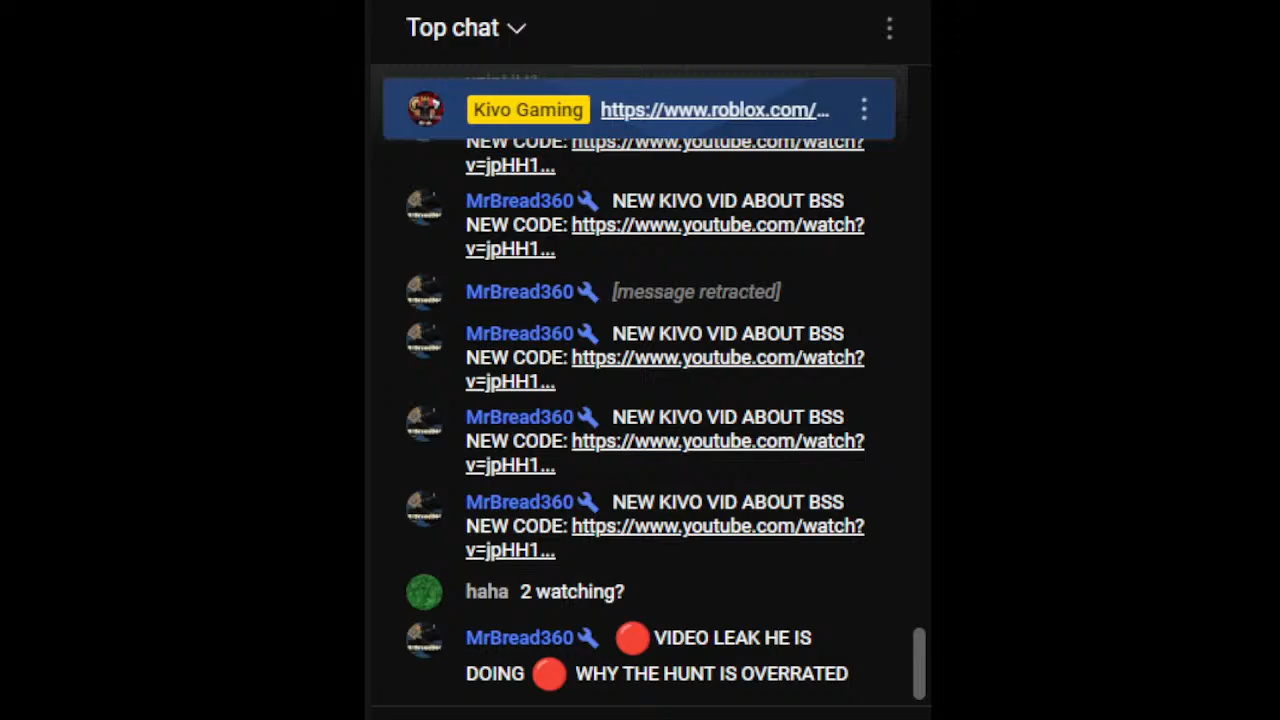 Top chat
Kivo Gaming https://www.roblox.com/...
NEW CODE: https://www.youtube.com/watch?
v=jpHH1...
MrBread360 NEW KIVO VID ABOUT BSS
NEW CODE: https://www.youtube.com/watch?
v=jpHH1...
MrBread360 [message retracted]
MrBread360 NEW KIVO VID ABOUT BSS
NEW CODE: https://www.youtube.com/watch?
v=jpHH1...
MrBread360 NEW KIVO VID ABOUT BSS
NEW CODE: https://www.youtube.com/watch?
v=jpHH1...
MrBread360 NEW KIVO VID ABOUT BSS
NEW CODE: https://www.youtube.com/watch?
v=jpHH1...
haha 2 watching?
MrBread360 🔴 VIDEO LEAK HE IS
DOING 🔴 WHY THE HUNT IS OVERRATED